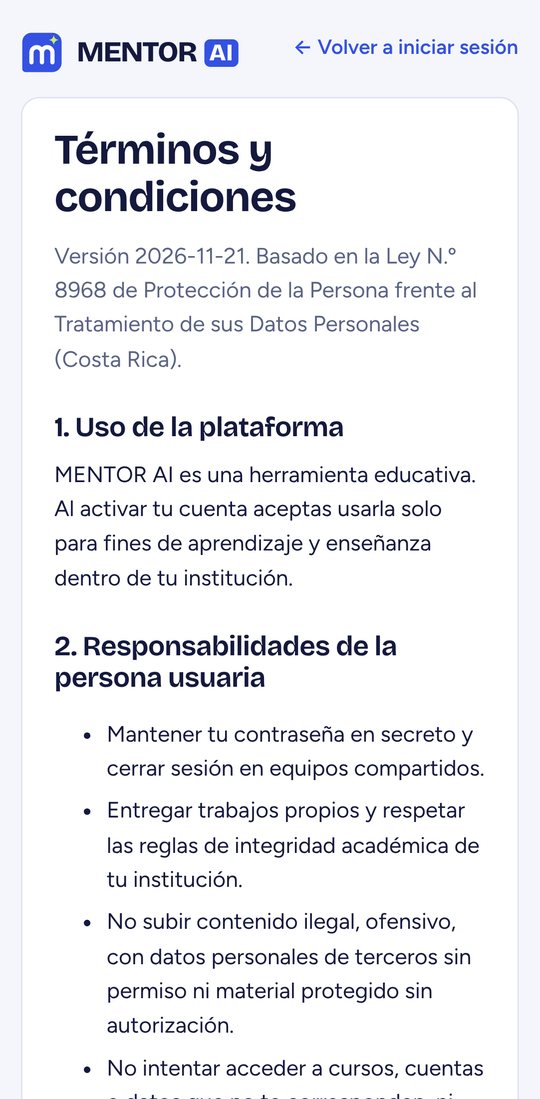 m MENTOR AI
← Volver a iniciar sesión
Términos y
condiciones
Versión 2026-11-21. Basado en la Ley N.º
8968 de Protección de la Persona frente al
Tratamiento de sus Datos Personales
(Costa Rica).
1. Uso de la plataforma
MENTOR AI es una herramienta educativa.
Al activar tu cuenta aceptas usarla solo
para fines de aprendizaje y enseñanza
dentro de tu institución.
2. Responsabilidades de la
persona usuaria
• Mantener tu contraseña en secreto y
cerrar sesión en equipos compartidos.
• Entregar trabajos propios y respetar
las reglas de integridad académica de
tu institución.
• No subir contenido ilegal, ofensivo,
con datos personales de terceros sin
permiso ni material protegido sin
autorización.
• No intentar acceder a cursos, cuentas